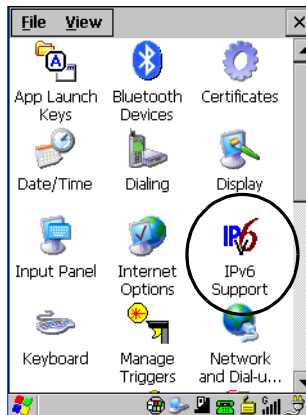 File View
App Launch Keys
Bluetooth Devices
Certificates
Date/Time
Dialing
Display
Input Panel
Internet Options
IPv6
IPv6 Support
Keyboard
Manage Triggers
Network and Dial-u...